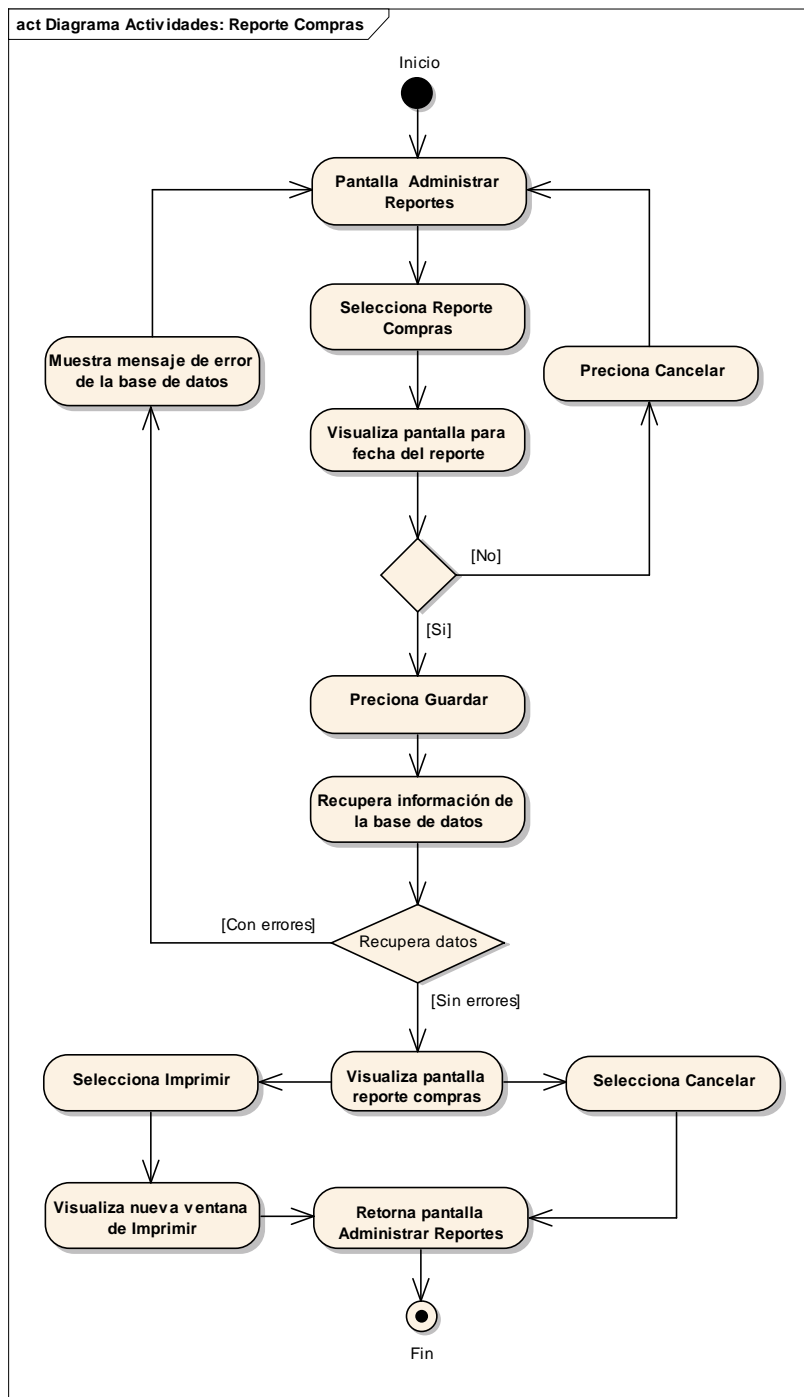 act Diagrama Actividades: Reporte Compras
Inicio
Pantalla Administrar
Reportes
Selecciona Reporte
Compras
Muestra mensaje de error
de la base de datos
Preciona Cancelar
Visualiza pantalla para
fecha del reporte
[No]
[Si]
Preciona Guardar
Recupera información de
la base de datos
[Con errores]
Recupera datos
[Sin errores]
Selecciona Imprimir
Visualiza pantalla
reporte compras
Selecciona Cancelar
Visualiza nueva ventana
de Imprimir
Retorna pantalla
Administrar Reportes
Fin